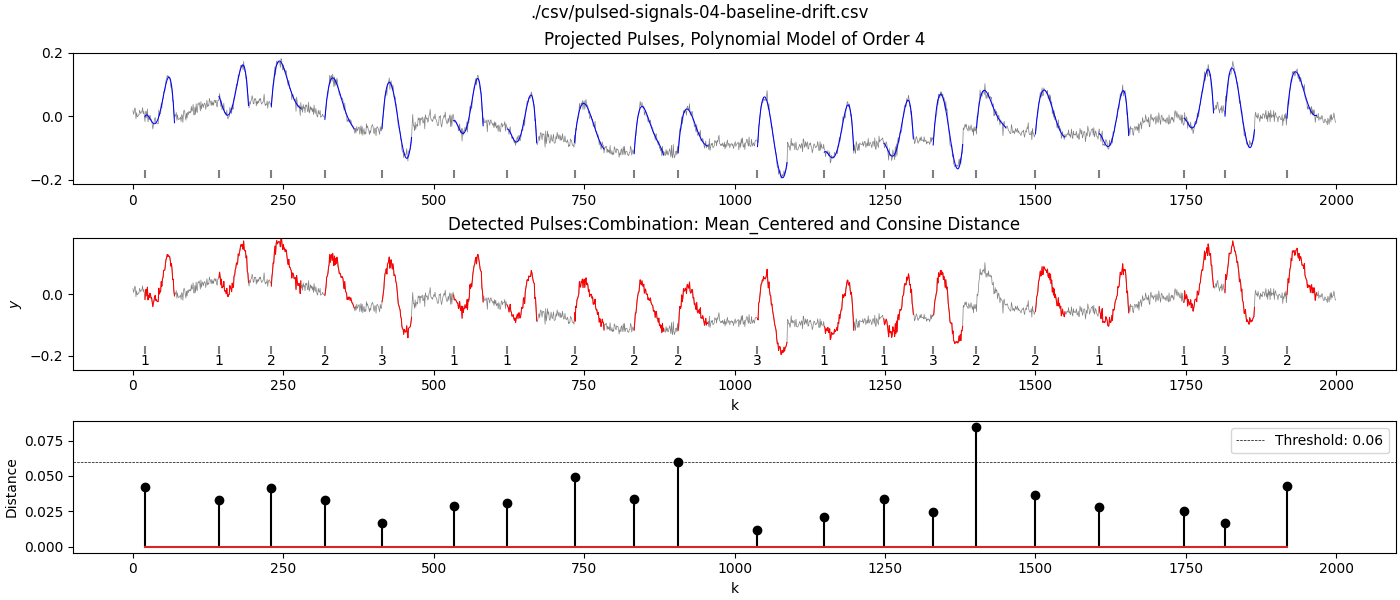 ./csv/pulsed-signals-04-baseline-drift.csv
Projected Pulses, Polynomial Model of Order 4
0.2
0.0
−0.2
0 250 500 750 1000 1250 1500 1750 2000
Detected Pulses:Combination: Mean_Centered and Consine Distance
y
0.0
−0.2
1 1 2 2 3 1 1 2 2 2 3 1 1 3 2 2 1 1 3 2
0 250 500 750 1000 1250 1500 1750 2000
k
Distance
0.075
0.050
0.025
0.000
Threshold: 0.06
0 250 500 750 1000 1250 1500 1750 2000
k